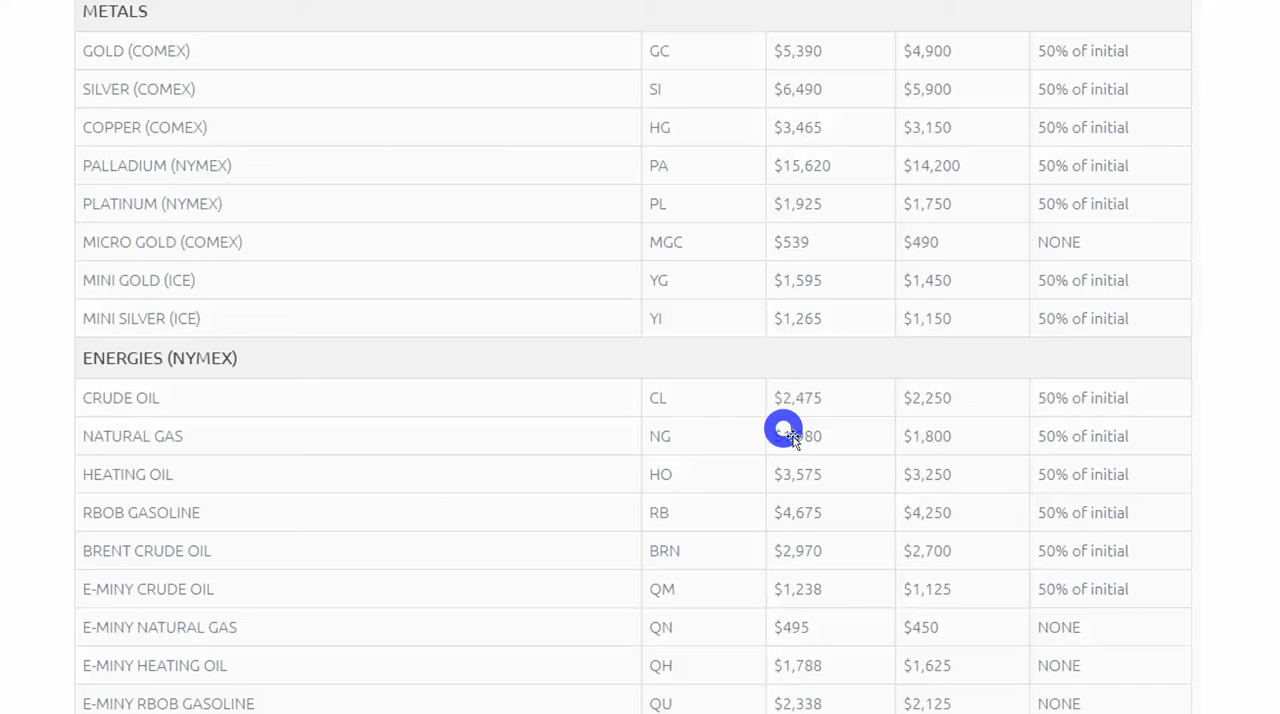 METALS
GOLD (COMEX) GC $5,390 $4,900 50% of initial
SILVER (COMEX) SI $6,490 $5,900 50% of initial
COPPER (COMEX) HG $3,465 $3,150 50% of initial
PALLADIUM (NYMEX) PA $15,620 $14,200 50% of initial
PLATINUM (NYMEX) PL $1,925 $1,750 50% of initial
MICRO GOLD (COMEX) MGC $539 $490 NONE
MINI GOLD (ICE) YG $1,595 $1,450 50% of initial
MINI SILVER (ICE) YI $1,265 $1,150 50% of initial
ENERGIES (NYMEX)
CRUDE OIL CL $2,475 $2,250 50% of initial
NATURAL GAS NG $1,800 50% of initial
HEATING OIL HO $3,575 $3,250 50% of initial
RBOB GASOLINE RB $4,675 $4,250 50% of initial
BRENT CRUDE OIL BRN $2,970 $2,700 50% of initial
E-MINY CRUDE OIL QM $1,238 $1,125 50% of initial
E-MINY NATURAL GAS QN $495 $450 NONE
E-MINY HEATING OIL QH $1,788 $1,625 NONE
E-MINY RBOB GASOLINE QU $2,338 $2,125 NONE